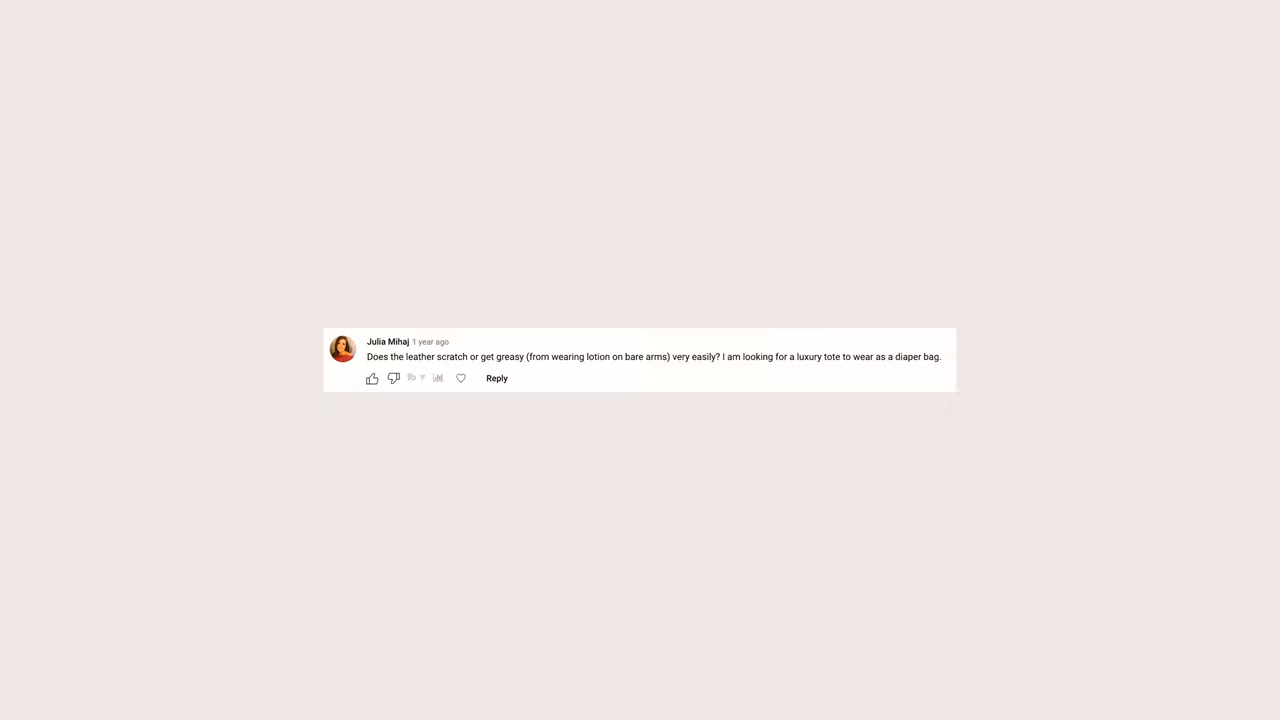 Julia Mihaj 1 year ago
Does the leather scratch or get greasy (from wearing lotion on bare arms) very easily? I am looking for a luxury tote to wear as a diaper bag.
Reply